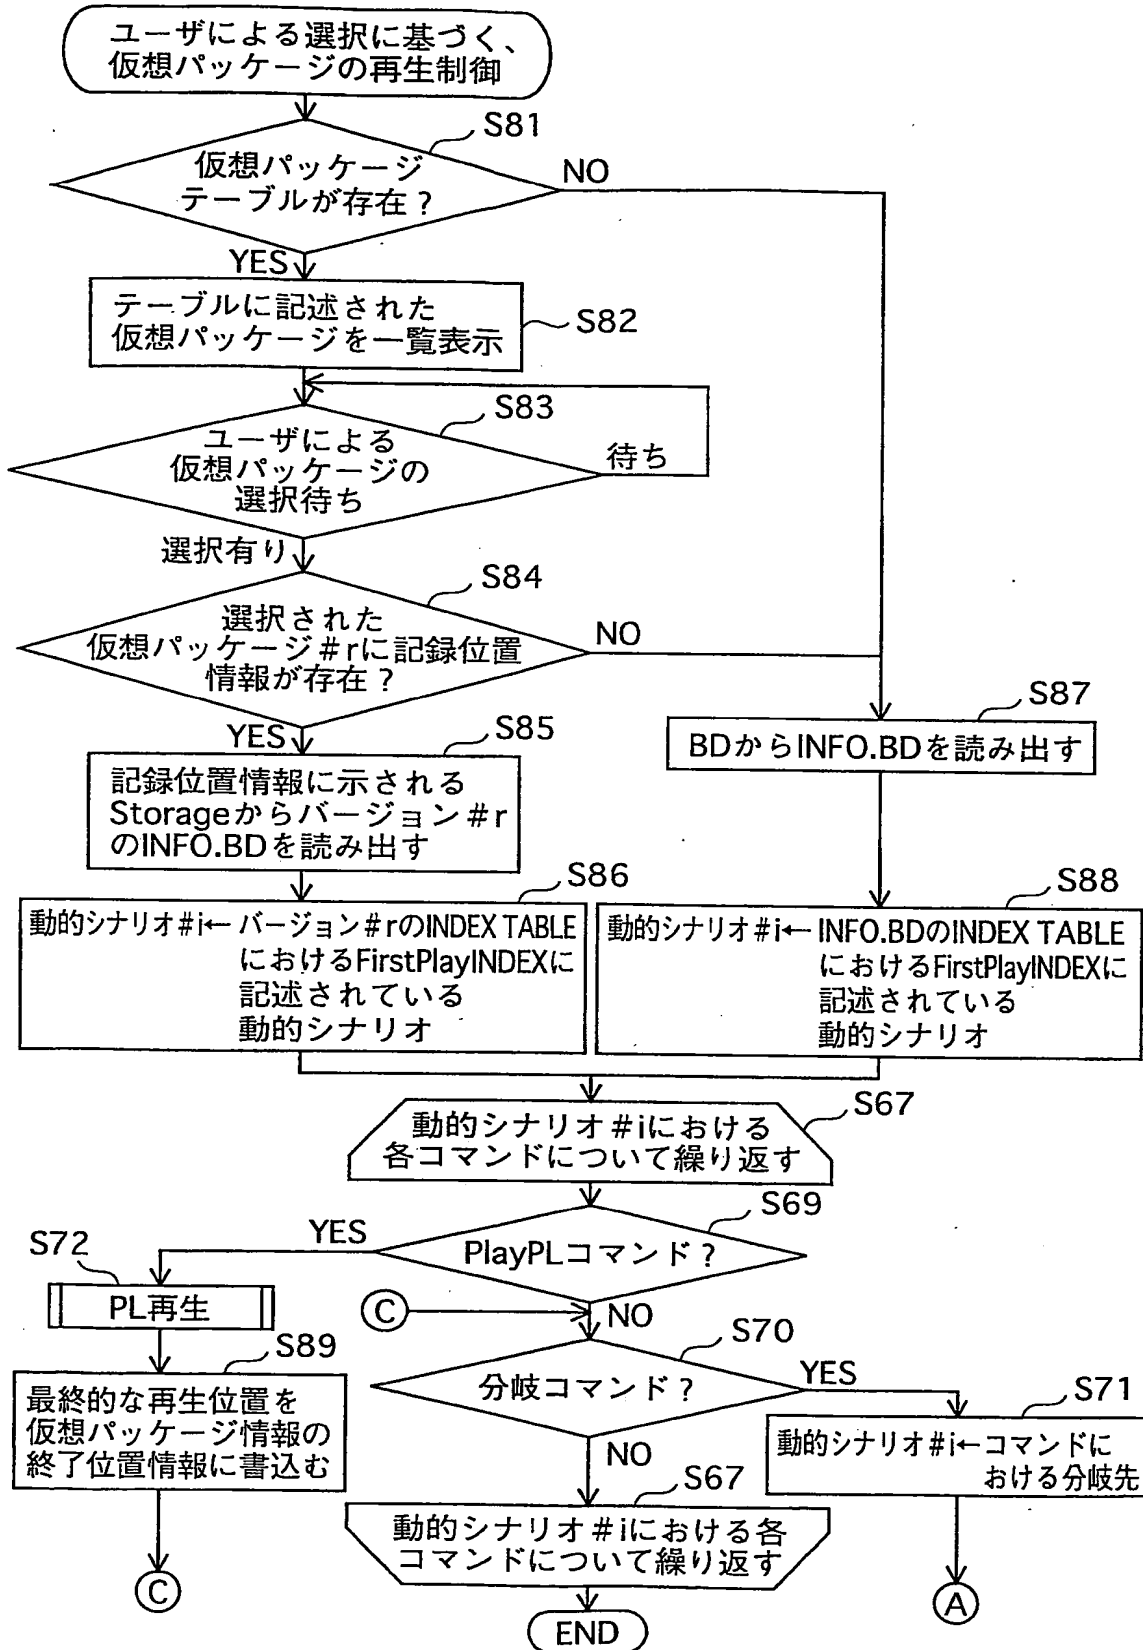 ユーザによる選択に基づく、
仮想パッケージの再生制御
S81
仮想パッケージ
テーブルが存在?
NO
YES
テーブルに記述された
仮想パッケージを一覧表示
S82
S83
ユーザによる
仮想パッケージの
選択待ち
待ち
選択有り
S84
選択された
仮想パッケージ#rに記録位置
情報が存在?
NO
YES
S85
記録位置情報に示される
Storageからバージョン#r
のINFO.BDを読み出す
S87
BDからINFO.BDを読み出す
S86
動的シナリオ#i← バージョン#rのINDEX TABLE
におけるFirstPlayINDEXに
記述されている
動的シナリオ
S88
動的シナリオ#i← INFO.BDのINDEX TABLE
におけるFirstPlayINDEXに
記述されている
動的シナリオ
S67
動的シナリオ#iにおける
各コマンドについて繰り返す
S69
PlayPLコマンド?
YES
S72
PL再生
C
NO
S89
最終的な再生位置を
仮想パッケージ情報の
終了位置情報に書込む
C
S70
分岐コマンド?
YES
S71
動的シナリオ#i←コマンドに
おける分岐先
A
NO
S67
動的シナリオ#iにおける各
コマンドについて繰り返す
END